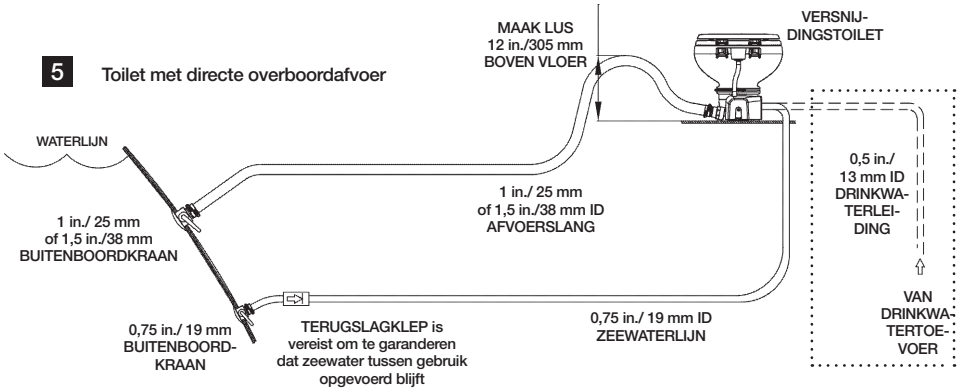 MAAK LUS
12 in./305 mm
BOVEN VLOER
VERSNIJ-
DINGSTOILET
5 Toilet met directe overboordafvoer
WATERLIJN
1 in./ 25 mm
of 1,5 in./38 mm
BUITENBOORDKRAAN
1 in./ 25 mm
of 1,5 in./38 mm ID
AFVOERSLANG
0,5 in./
13 mm ID
DRINKWA-
TERLEI-
DING
0,75 in./ 19 mm
BUITENBOORD-
KRAAN
TERUGSLAGKLEP is
vereist om te garanderen
dat zeewater tussen gebruik
opgevoerd blijft
0,75 in./ 19 mm ID
ZEEWATERLIJN
VAN
DRINKWA-
TERTOE-
VOER